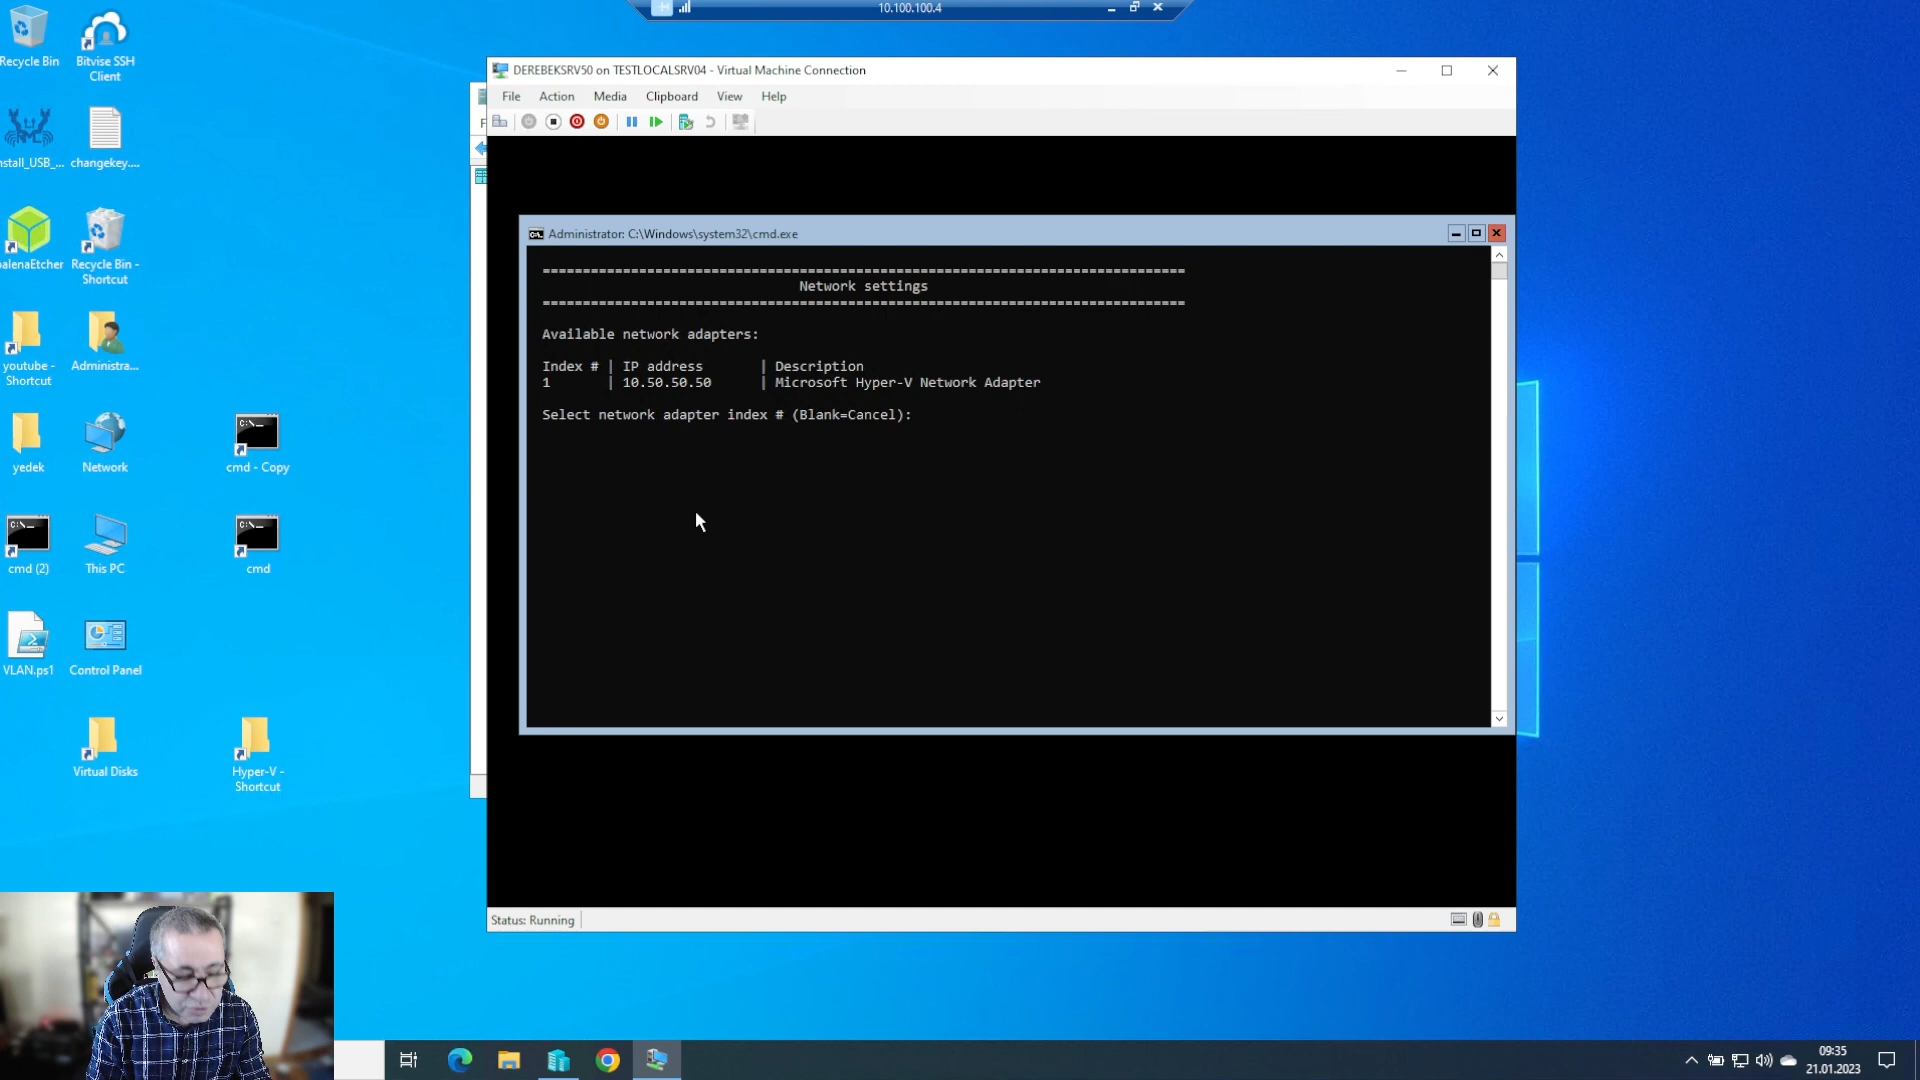 10.100.100.4
Recycle Bin
Bitvise SSH
Client
nstall_USB_...
changekey....
balenaEtcher
Recycle Bin -
Shortcut
youtube -
Shortcut
Administra...
yedek
Network
cmd - Copy
cmd (2)
This PC
cmd
VLAN.ps1
Control Panel
Virtual Disks
Hyper-V -
Shortcut
DEREBEKSRV50 on TESTLOCALSRV04 - Virtual Machine Connection
File Action Media Clipboard View Help
F
Administrator: C:\Windows\system32\cmd.exe
================================================================================
Network settings
================================================================================
Available network adapters:
Index # | IP address | Description
1 | 10.50.50.50 | Microsoft Hyper-V Network Adapter
Select network adapter index # (Blank=Cancel):
Status: Running
09:35
21.01.2023